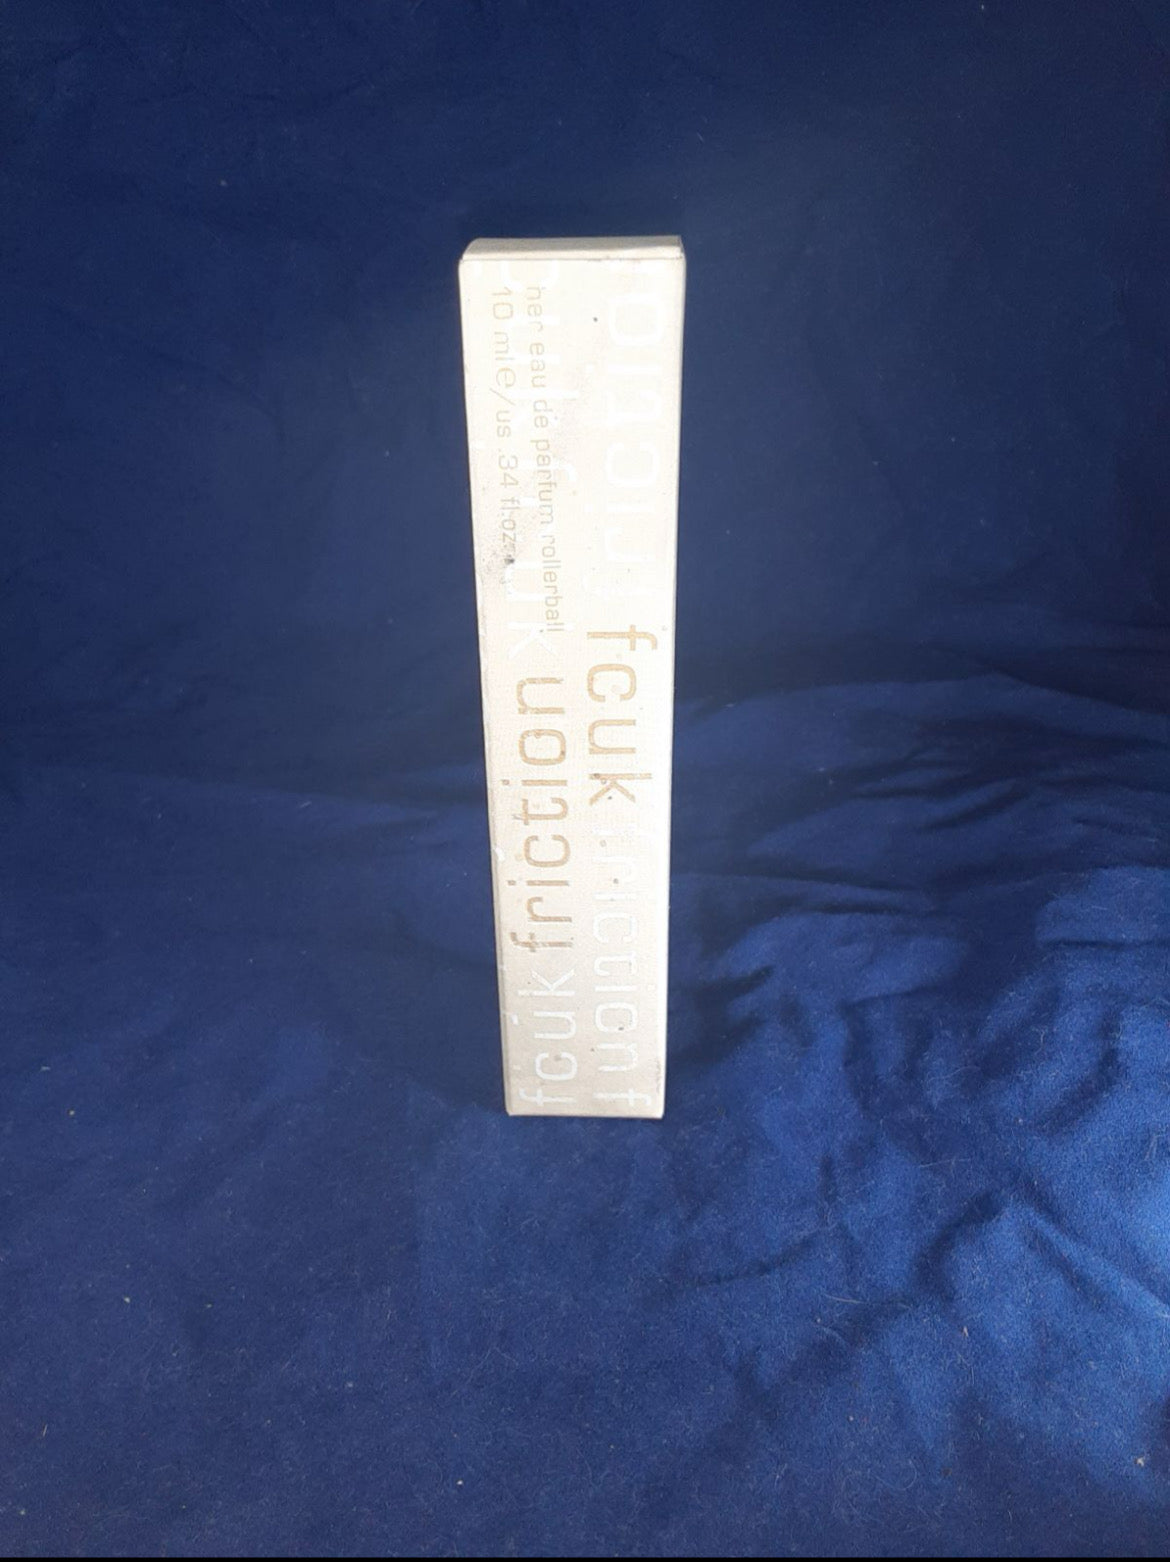 her eau de parfum rollerball
10 mle/us .34 fl.oz.
fcuk friction f
fcuk friction